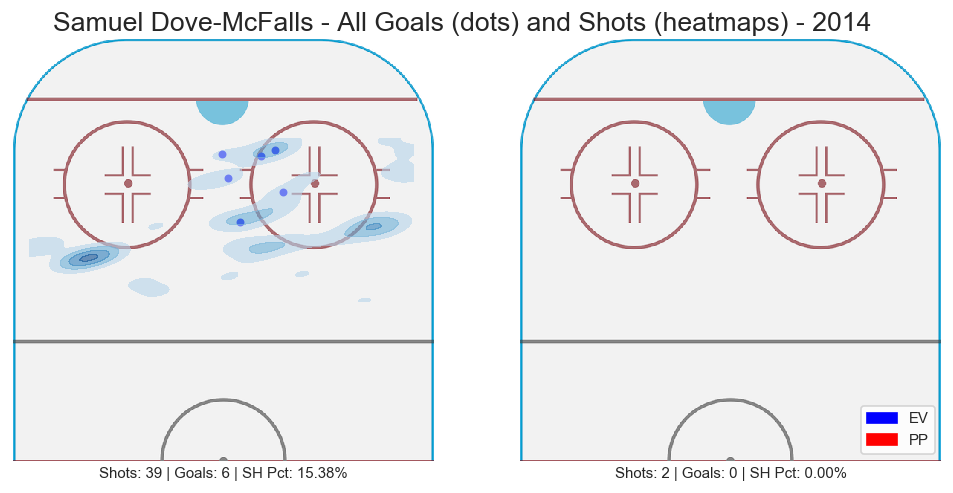 Samuel Dove-McFalls - All Goals (dots) and Shots (heatmaps) - 2014
EV
PP
Shots: 39 | Goals: 6 | SH Pct: 15.38%
Shots: 2 | Goals: 0 | SH Pct: 0.00%